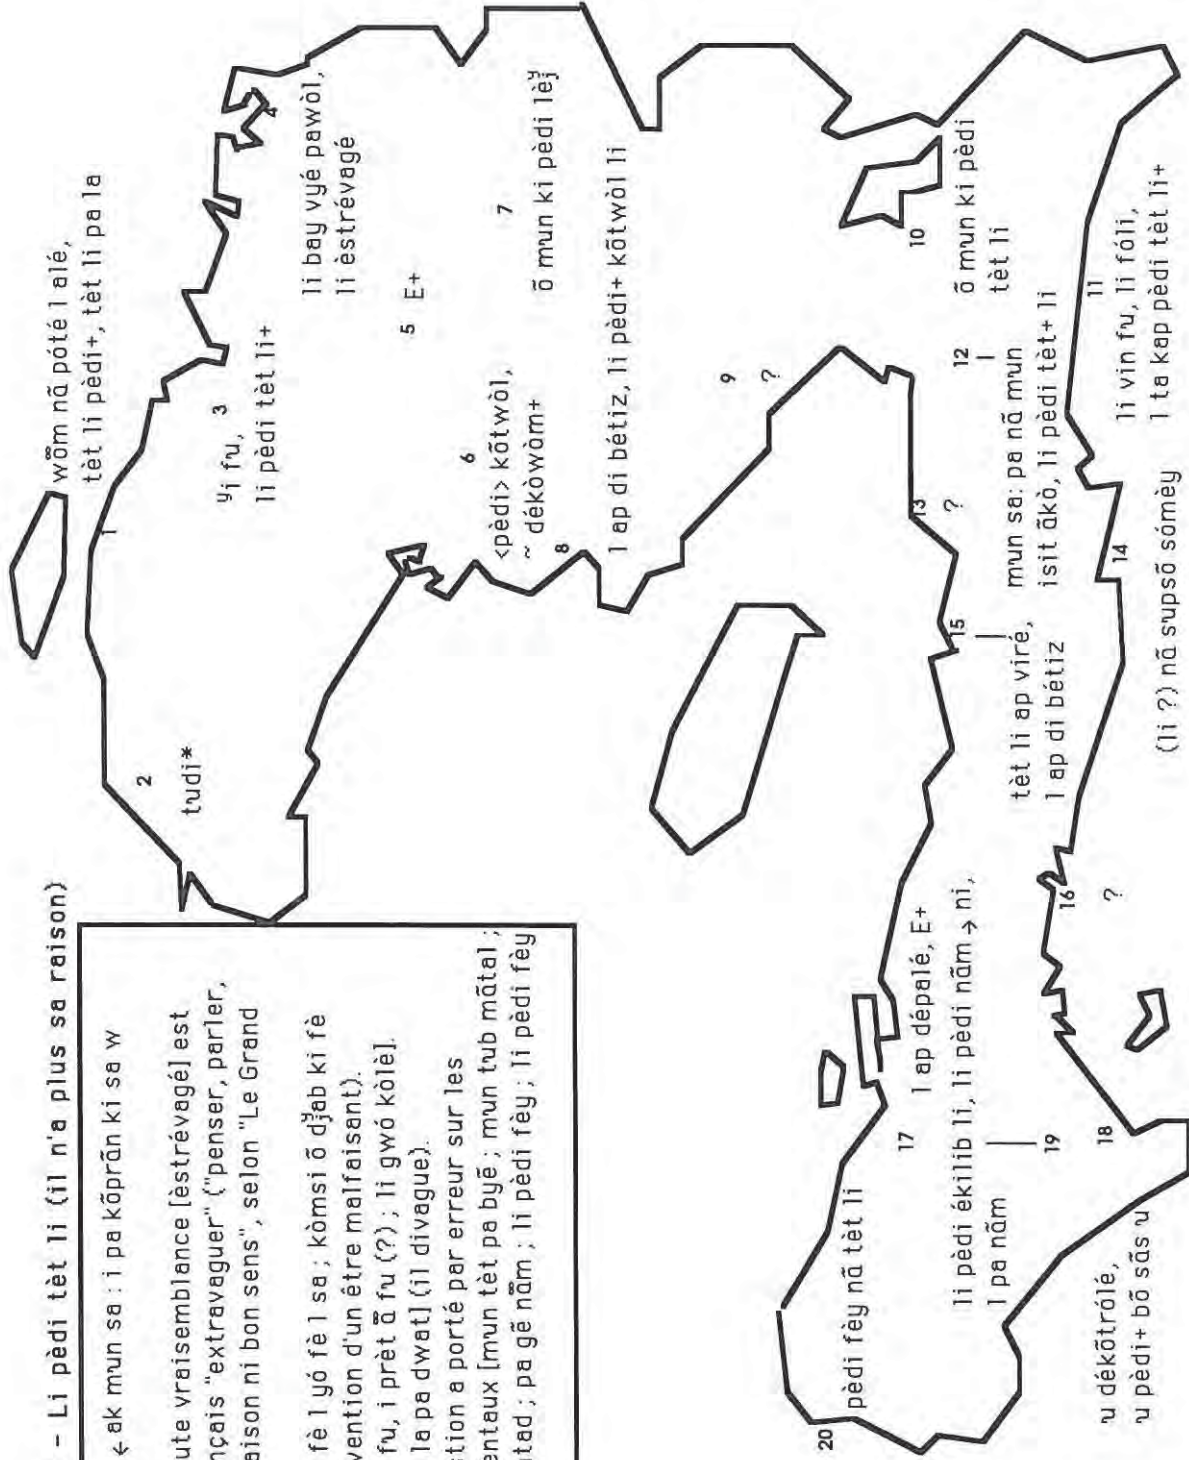 – Li pèdi tèt li (il n'a plus sa raison)
← ak mun sa : i pa kõprãn ki sa w
ute vraisemblance [èstrévagé] est
nçais "extravaguer" ("penser, parler,
aison ni bon sens", selon "Le Grand
fè l yó fè l sa ; kòmsi õ djab ki fè
vention d'un être malfaisant).
fu, i prèt ã fu (?) ; li gwó kòlè].
la pa dwat] (il divague).
stion a porté par erreur sur les
entaux [mun tèt pa byẽ ; mun tub mãtal ;
tad ; pa gẽ nãm ; li pèdi fèy ; li pèdi fèy
1
wõm nã póté l alé,
tèt li pèdi+, tèt li pa la
2
tudi*
3
yi fu,
li pèdi tèt li+
4
li bay vyé pawòl,
li èstrévagé
5 E+
6
<pèdi> kõtwòl,
~ dékòwòm+
7
õ mun ki pèdi lèy
8
l ap di bétiz, li pèdi+ kõtwòl li
9
?
10
õ mun ki pèdi
tèt li
11
li vin fu, li fóli,
l ta kap pèdi tèt li+
12
mun sa: pa nã mun
isit ãkò, li pèdi tèt+ li
13
?
14
(li ?) nã supsõ sómèy
15
tèt li ap viré,
l ap di bétiz
16
?
17
l ap dépalé, E+
18
u dékõtrólé,
u pèdi+ bõ sãs u
19
li pèdi ékilib li, li pèdi nãm → ni,
l pa nãm
20
pèdi fèy nã tèt li